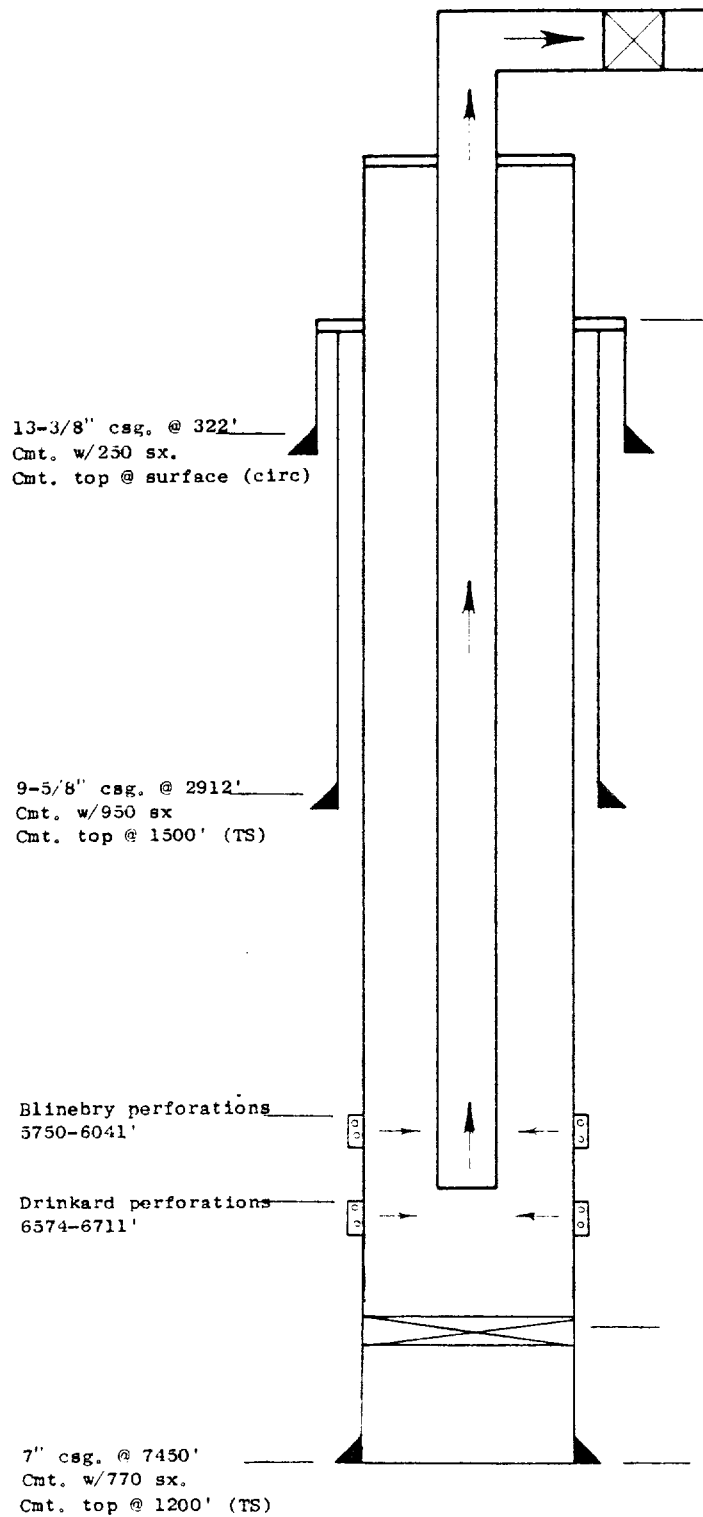 13-3/8" csg. @ 322'
Cmt. w/250 sx.
Cmt. top @ surface (circ)
9-5/8" csg. @ 2912'
Cmt. w/950 sx
Cmt. top @ 1500' (TS)
Blinebry perforations
5750-6041'
Drinkard perforations
6574-6711'
7" csg. @ 7450'
Cmt. w/770 sx.
Cmt. top @ 1200' (TS)